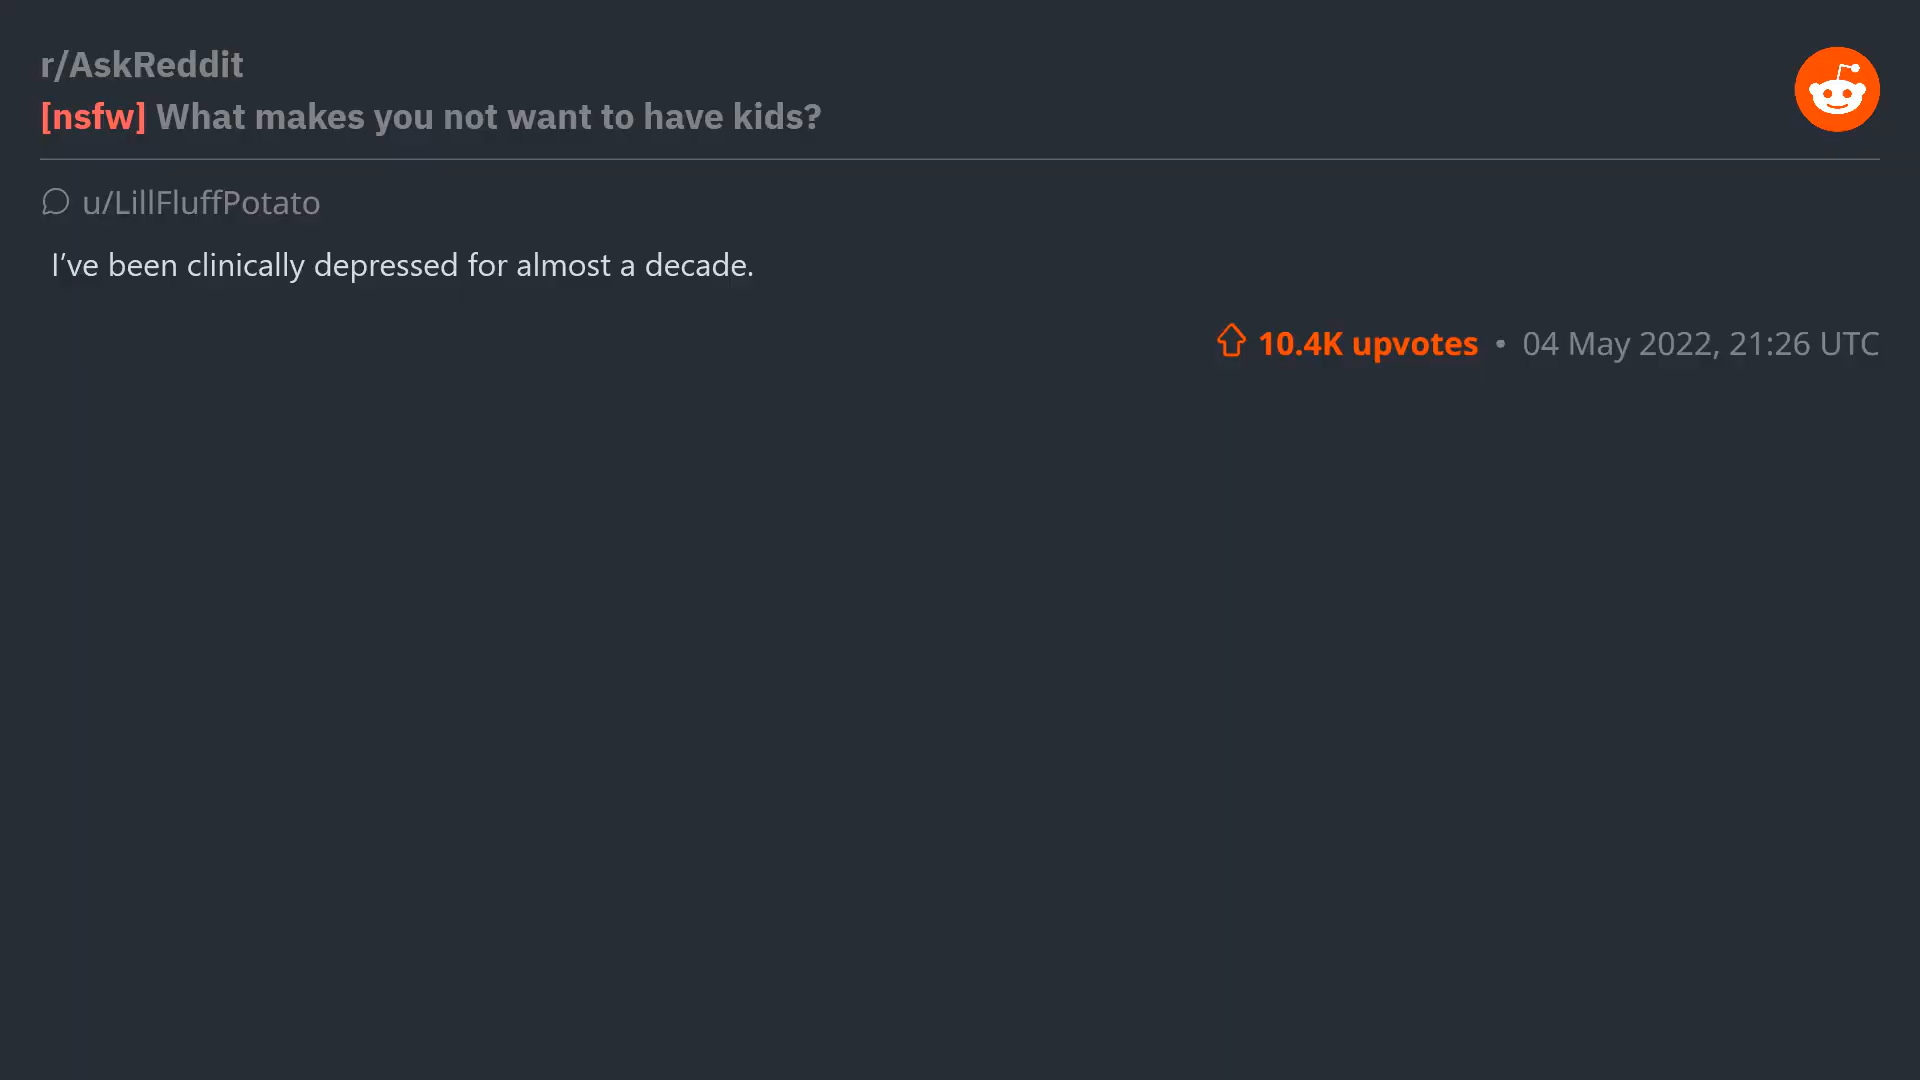 r/AskReddit
[nsfw] What makes you not want to have kids?
u/LillFluffPotato
I’ve been clinically depressed for almost a decade.
10.4K upvotes • 04 May 2022, 21:26 UTC